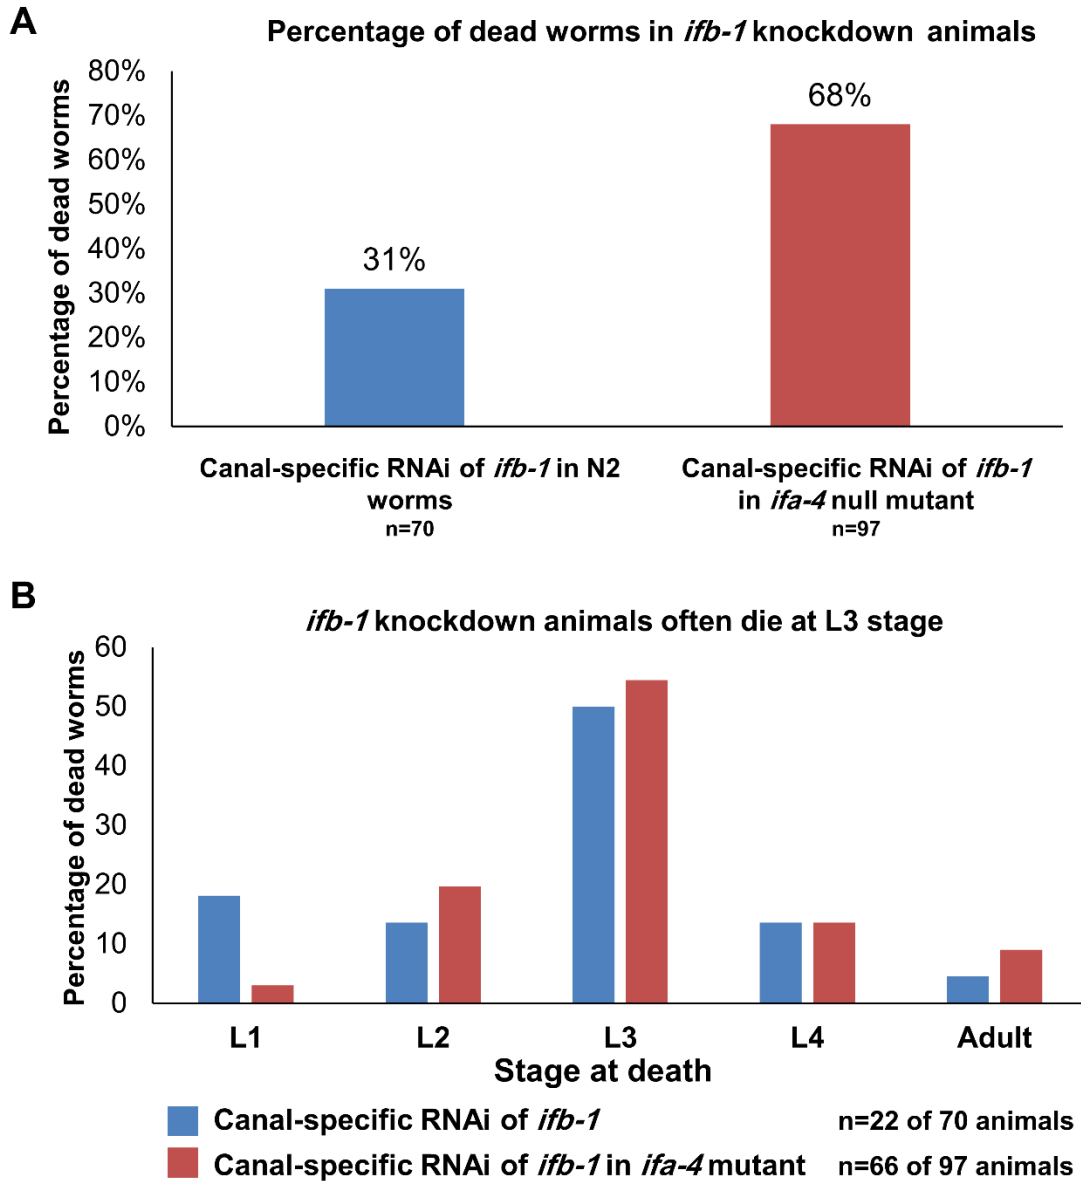 A
Percentage of dead worms in ifb-1 knockdown animals
Percentage of dead worms
80%
70%
60%
50%
40%
30%
20%
10%
0%
31%
68%
Canal-specific RNAi of ifb-1 in N2
worms
n=70
Canal-specific RNAi of ifb-1
in ifa-4 null mutant
n=97
B
ifb-1 knockdown animals often die at L3 stage
Percentage of dead worms
60
50
40
30
20
10
0
L1 L2 L3 L4 Adult
Stage at death
Canal-specific RNAi of ifb-1 n=22 of 70 animals
Canal-specific RNAi of ifb-1 in ifa-4 mutant n=66 of 97 animals